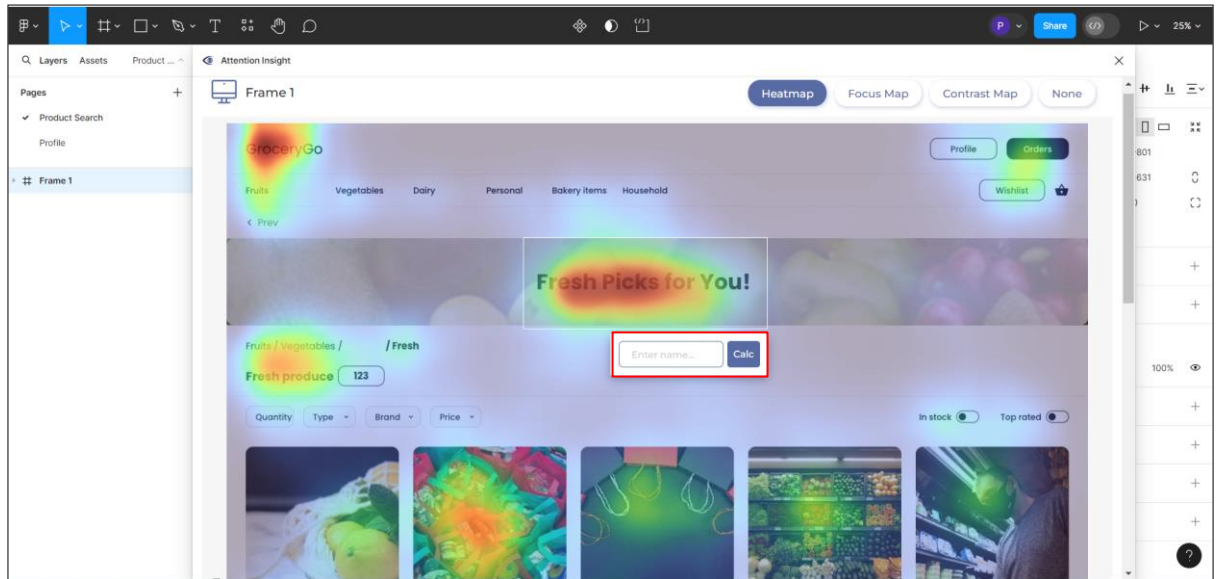 P
Share
25%
Layers Assets Product ...
Attention Insight
Pages
Frame 1
Heatmap Focus Map Contrast Map None
Product Search
Profile
Frame 1
GroceryGo
Profile Orders
801
631
Fruits Vegetables Dairy Personal Bakery items Household
Wishlist
< Prev
Fresh Picks for You!
Fruits / Vegetables / / Fresh
Enter name... Calc
Fresh produce 123
100%
Quantity Type Brand Price
In stock Top rated
?